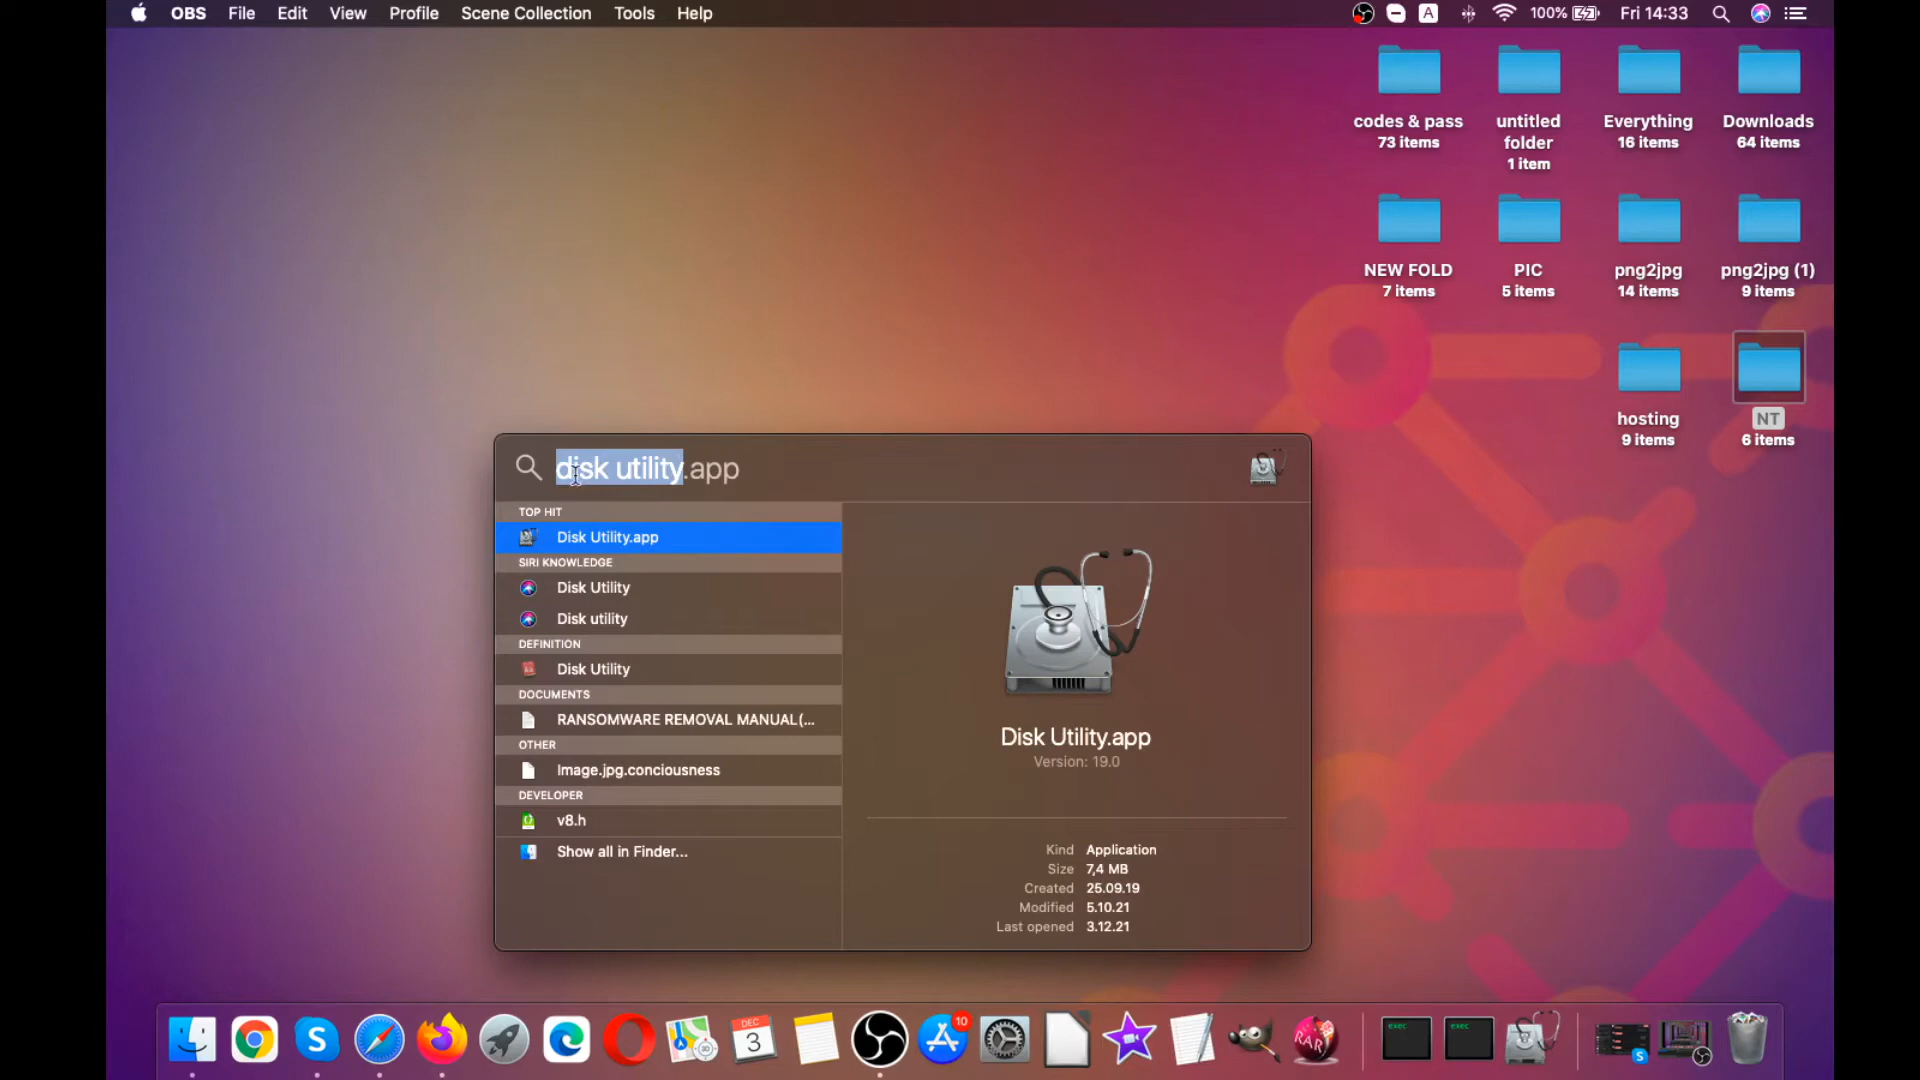 OBS File Edit View Profile Scene Collection Tools Help A 100% Fri 14:33
codes & pass
73 items
untitled
folder
1 item
Everything
16 items
Downloads
64 items
NEW FOLD
7 items
PIC
5 items
png2jpg
14 items
png2jpg (1)
9 items
hosting
9 items
NT
6 items
disk utility.app
TOP HIT
Disk Utility.app
SIRI KNOWLEDGE
Disk Utility
Disk utility
DEFINITION
Disk Utility
DOCUMENTS
RANSOMWARE REMOVAL MANUAL(...
OTHER
Image.jpg.conciousness
DEVELOPER
v8.h
Show all in Finder...
Disk Utility.app
Version: 19.0
Kind Application
Size 7,4 MB
Created 25.09.19
Modified 5.10.21
Last opened 3.12.21
DEC
3
10
RAR
exec
exec